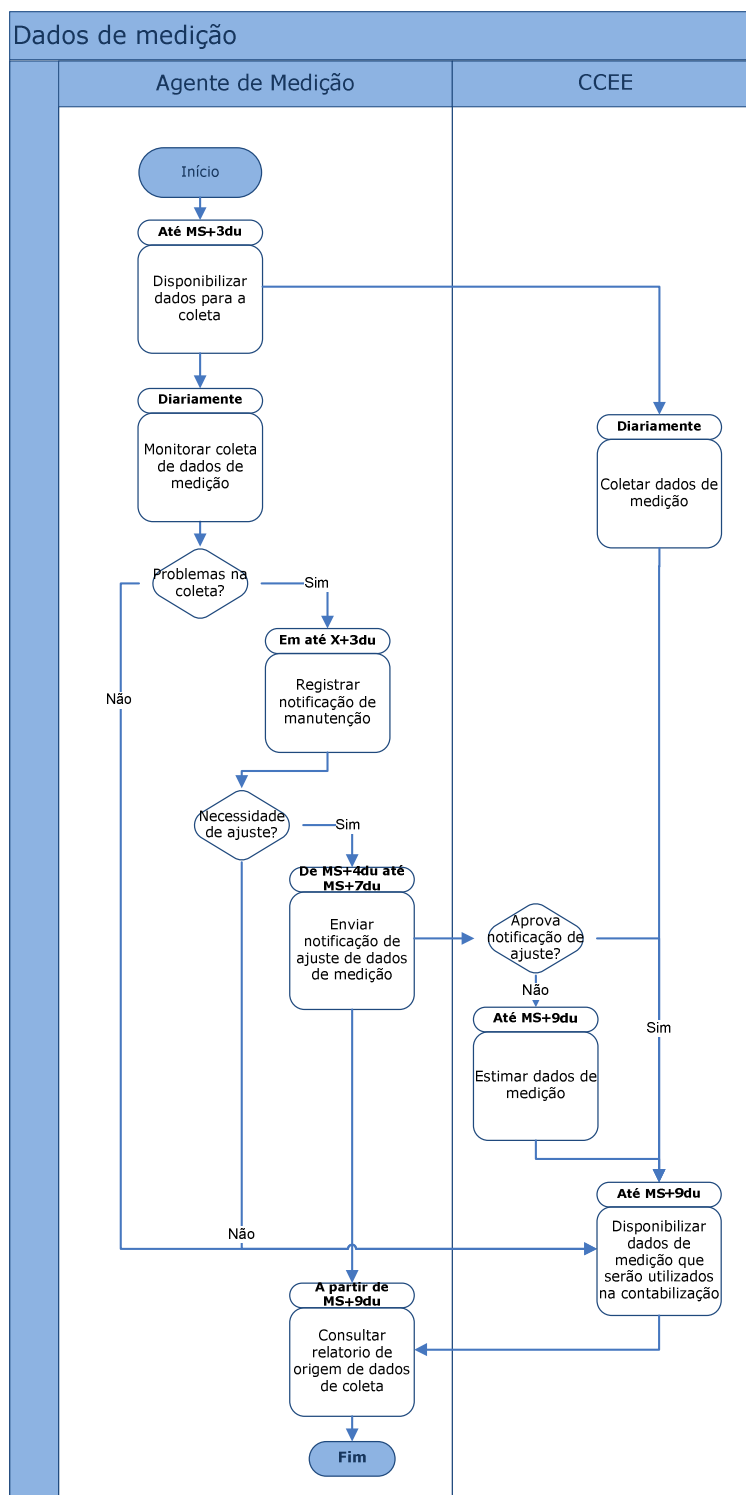 Dados de medição
Agente de Medição
CCEE
Início
Até MS+3du
Disponibilizar
dados para a
coleta
Diariamente
Monitorar coleta
de dados de
medição
Diariamente
Coletar dados de
medição
Problemas na
coleta?
Sim
Não
Em até X+3du
Registrar
notificação de
manutenção
Necessidade
de ajuste?
Sim
De MS+4du até
MS+7du
Enviar
notificação de
ajuste de dados
de medição
Aprova
notificação de
ajuste?
Não
Sim
Até MS+9du
Estimar dados de
medição
Até MS+9du
Disponibilizar
dados de
medição que
serão utilizados
na contabilização
Não
A partir de
MS+9du
Consultar
relatorio de
origem de dados
de coleta
Fim